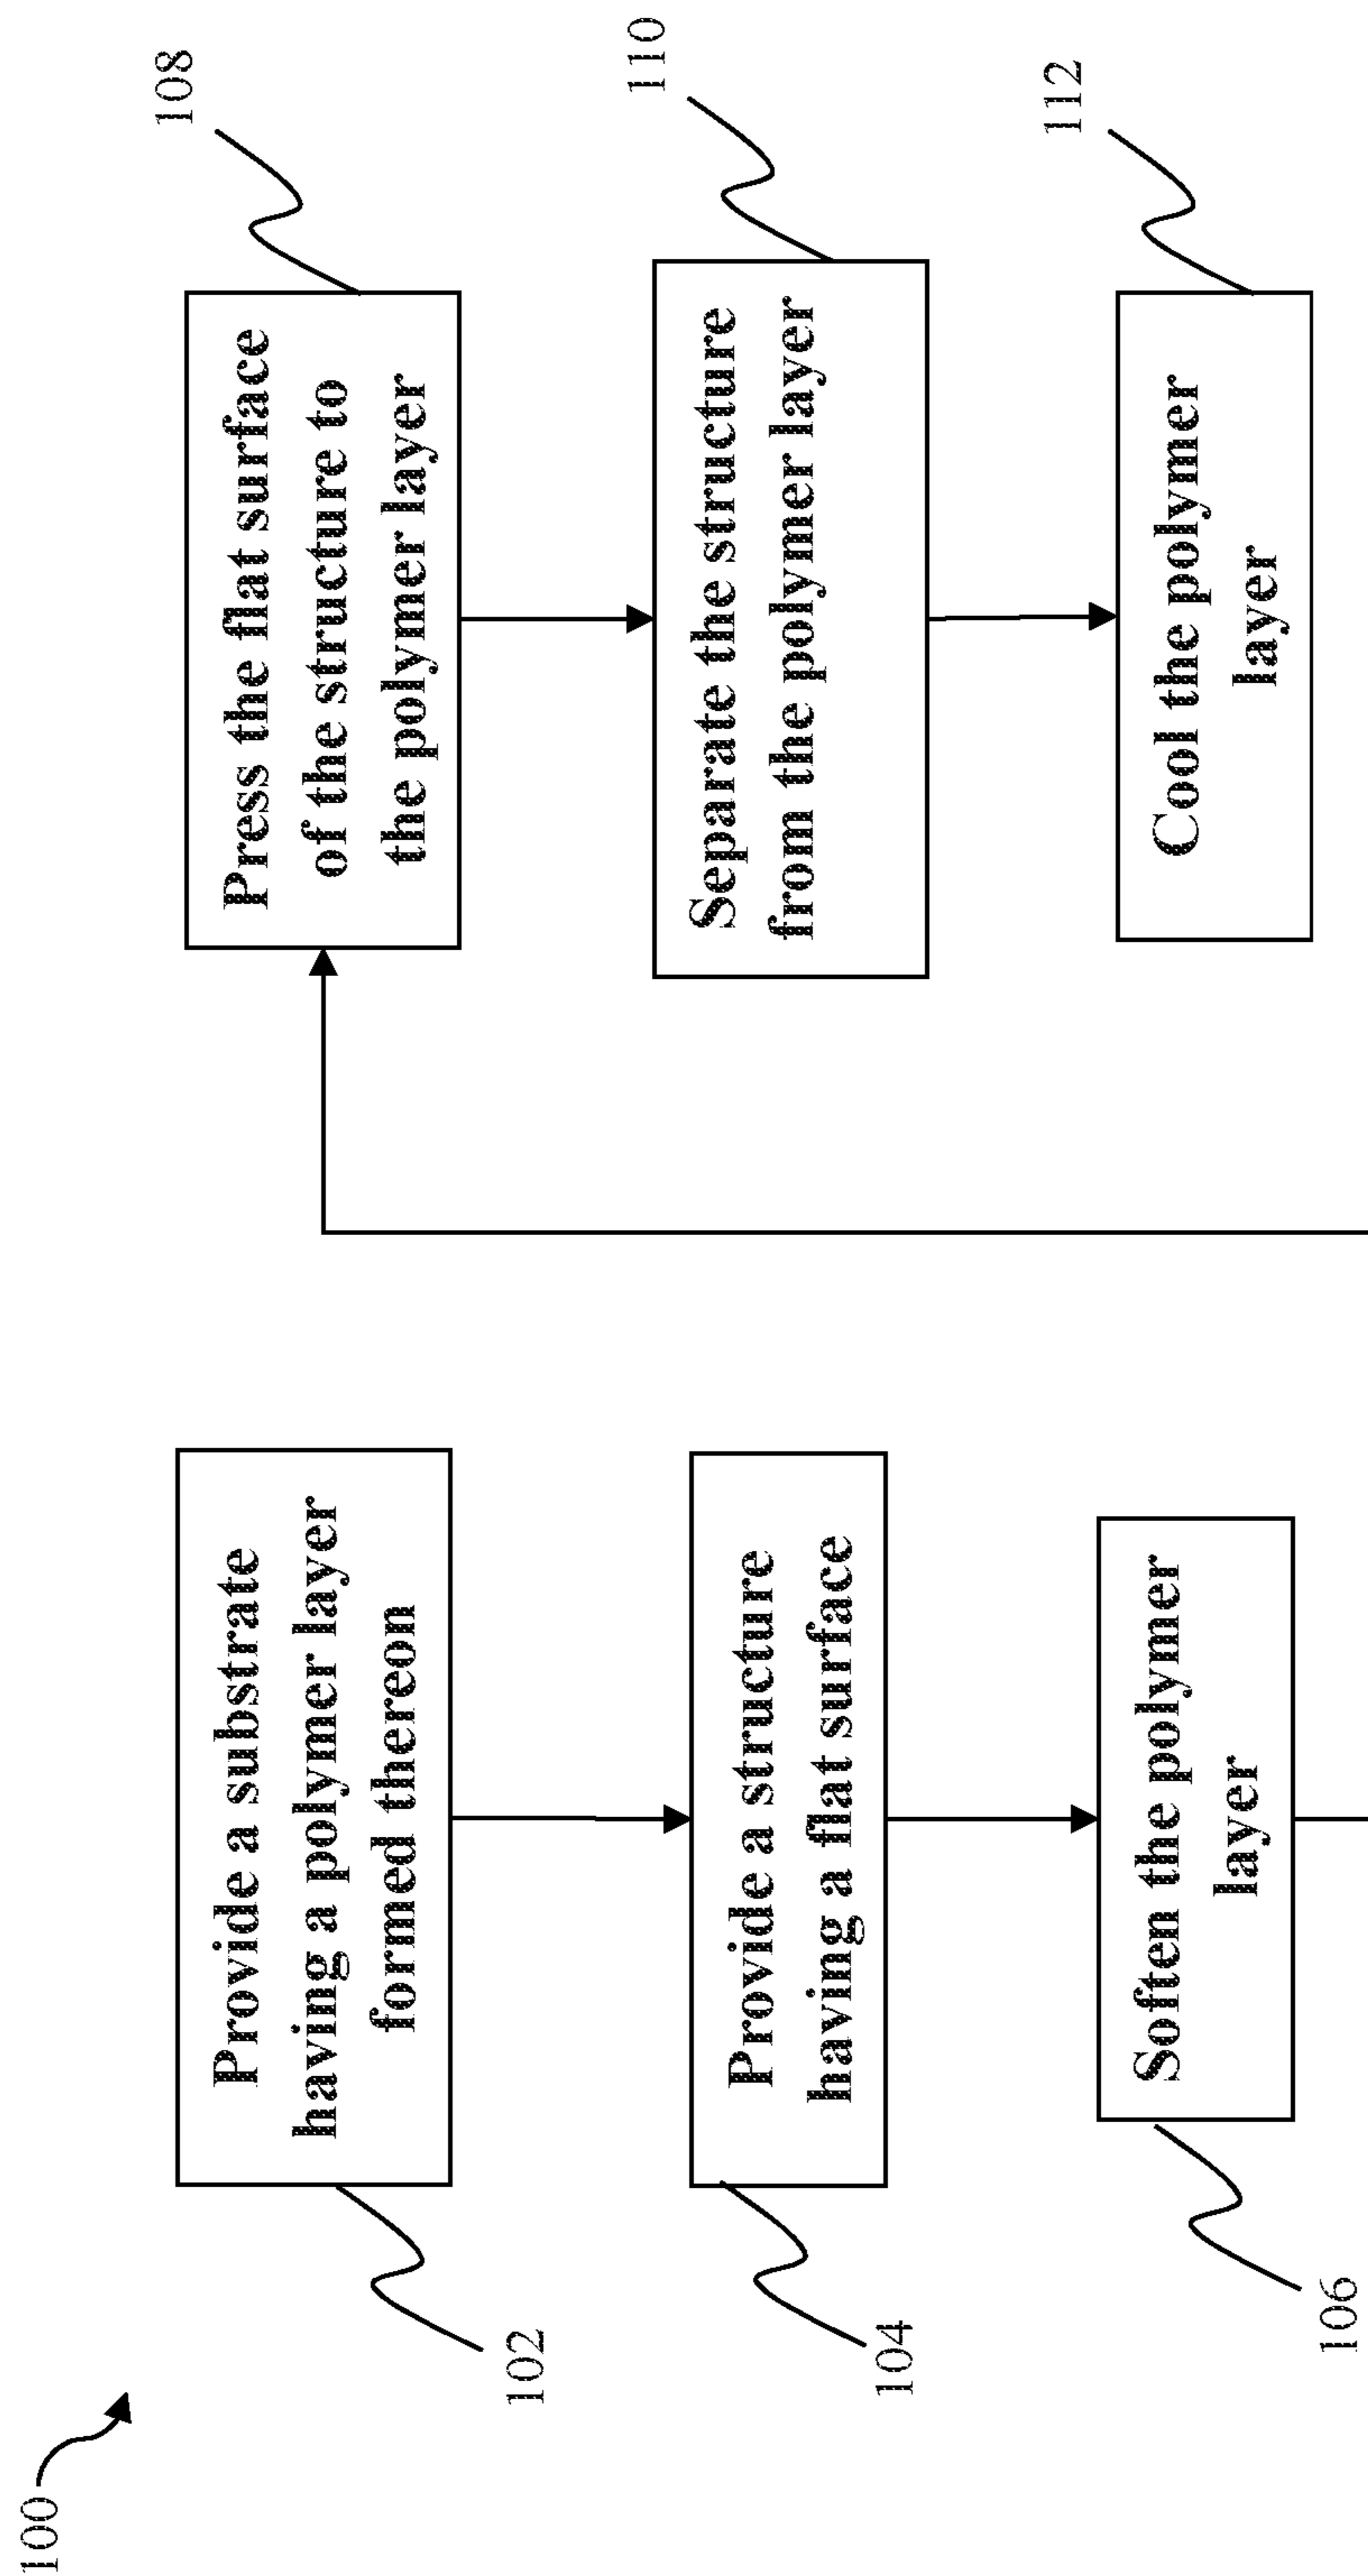 100
Provide a substrate
having a polymer layer
formed thereon
102
Provide a structure
having a flat surface
104
Soften the polymer
layer
106
Press the flat surface
of the structure to
the polymer layer
108
Separate the structure
from the polymer layer
110
Cool the polymer
layer
112